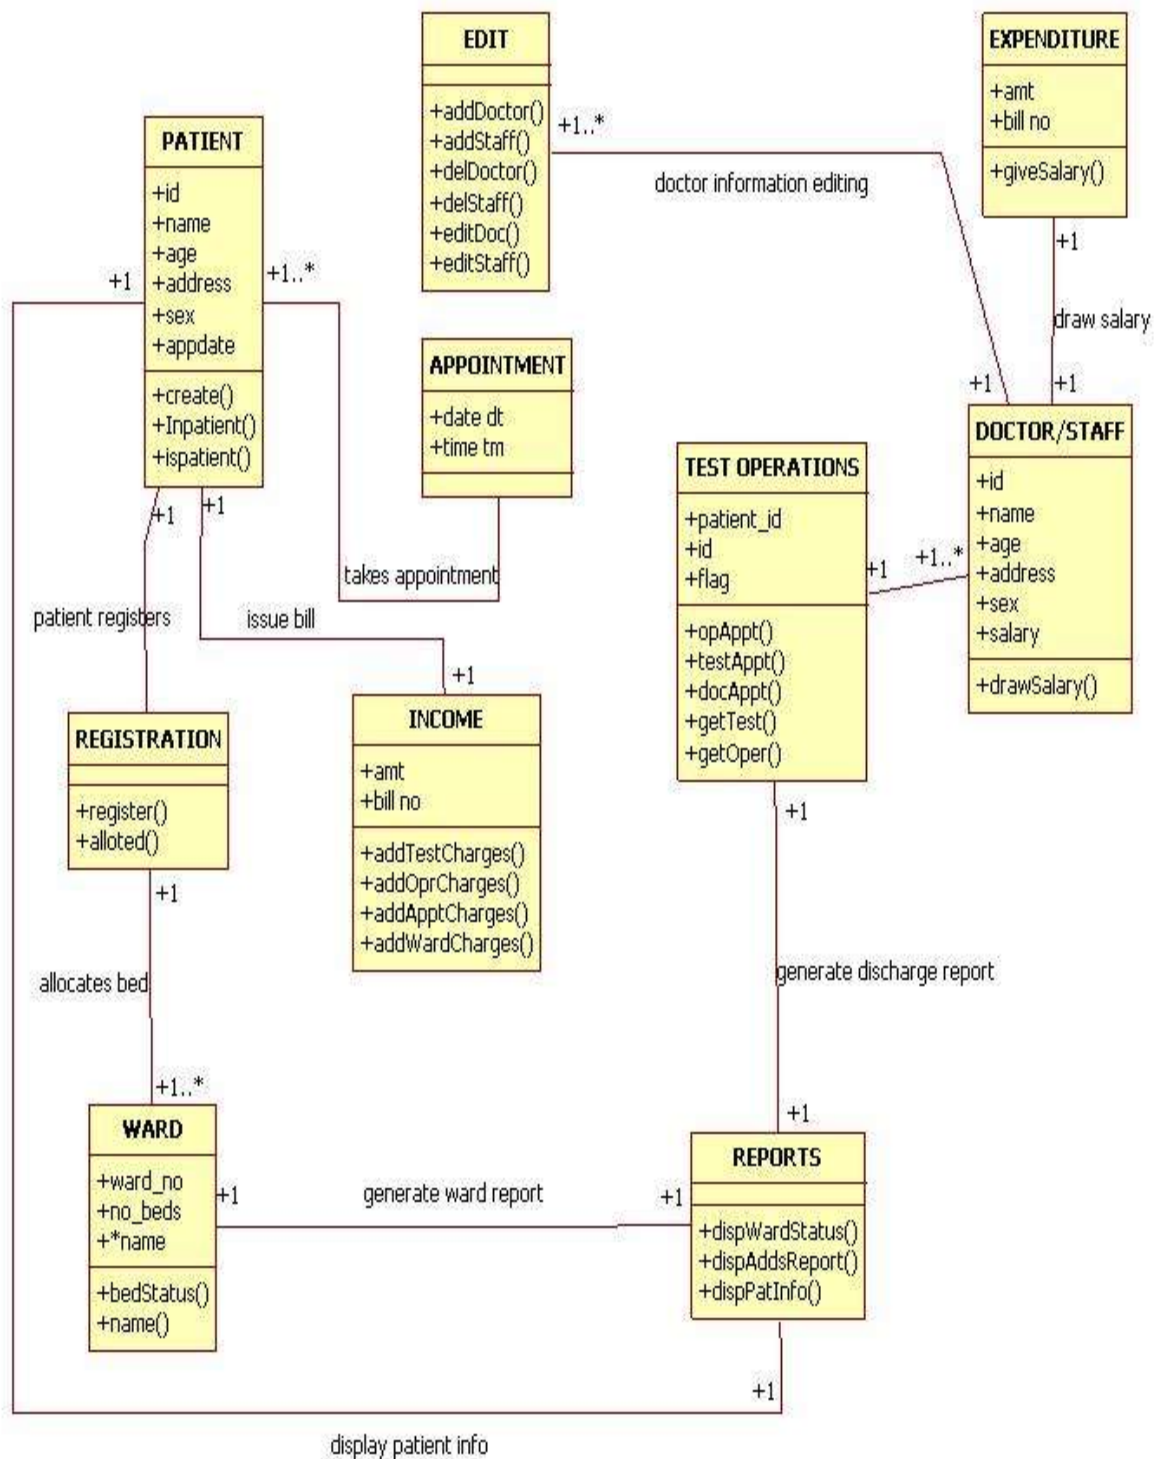 EDIT
+addDoctor()
+addStaff()
+delDoctor()
+delStaff()
+editDoc()
+editStaff()
+1..*
doctor information editing
+1
EXPENDITURE
+amt
+bill no
+giveSalary()
+1
draw salary
+1
PATIENT
+id
+name
+age
+address
+sex
+appdate
+create()
+Inpatient()
+ispatient()
+1
+1..*
+1
+1
APPOINTMENT
+date dt
+time tm
takes appointment
DOCTOR/STAFF
+id
+name
+age
+address
+sex
+salary
+drawSalary()
+1..*
TEST OPERATIONS
+patient_id
+id
+flag
+opAppt()
+testAppt()
+docAppt()
+getTest()
+getOper()
+1
+1
patient registers
issue bill
+1
REGISTRATION
+register()
+alloted()
+1
INCOME
+amt
+bill no
+addTestCharges()
+addOprCharges()
+addApptCharges()
+addWardCharges()
allocates bed
generate discharge report
+1..*
+1
WARD
+ward_no
+no_beds
+*name
+bedStatus()
+name()
+1
generate ward report
+1
REPORTS
+dispWardStatus()
+dispAddsReport()
+dispPatInfo()
+1
display patient info